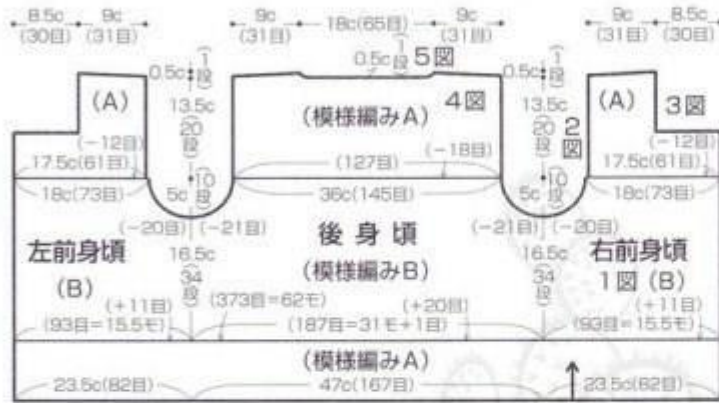 8.5c 9c 9c 18c(65目) 9c 9c 8.5c
(30目) (31目) (31目) (31目) (31目) (30目)
0.5c (1段) 0.5c (1段) 5図 0.5c (1段)
(A) 13.5c (模様編みA) 4図 13.5c (A) 3図
(20段) (20段) 2図
(−12目) (−18目) (−12目)
17.5c(61目) (127目) 17.5c(61目)
18c(73目) 5c (10段) 36c(145目) 5c (10段) 18c(73目)
(−20目) (−21目) (−21目) (−20目)
左前身頃 16.5c 後身頃 16.5c 右前身頃
(B) (34段) (模様編みB) (34段) 1図 (B)
(+11目) (373目=62モ) (+20目) (+11目)
(93目=15.5モ) (187目=31モ+1目) (93目=15.5モ)
(模様編みA)
23.5c(82目) 47c(167目) 23.5c(82目)